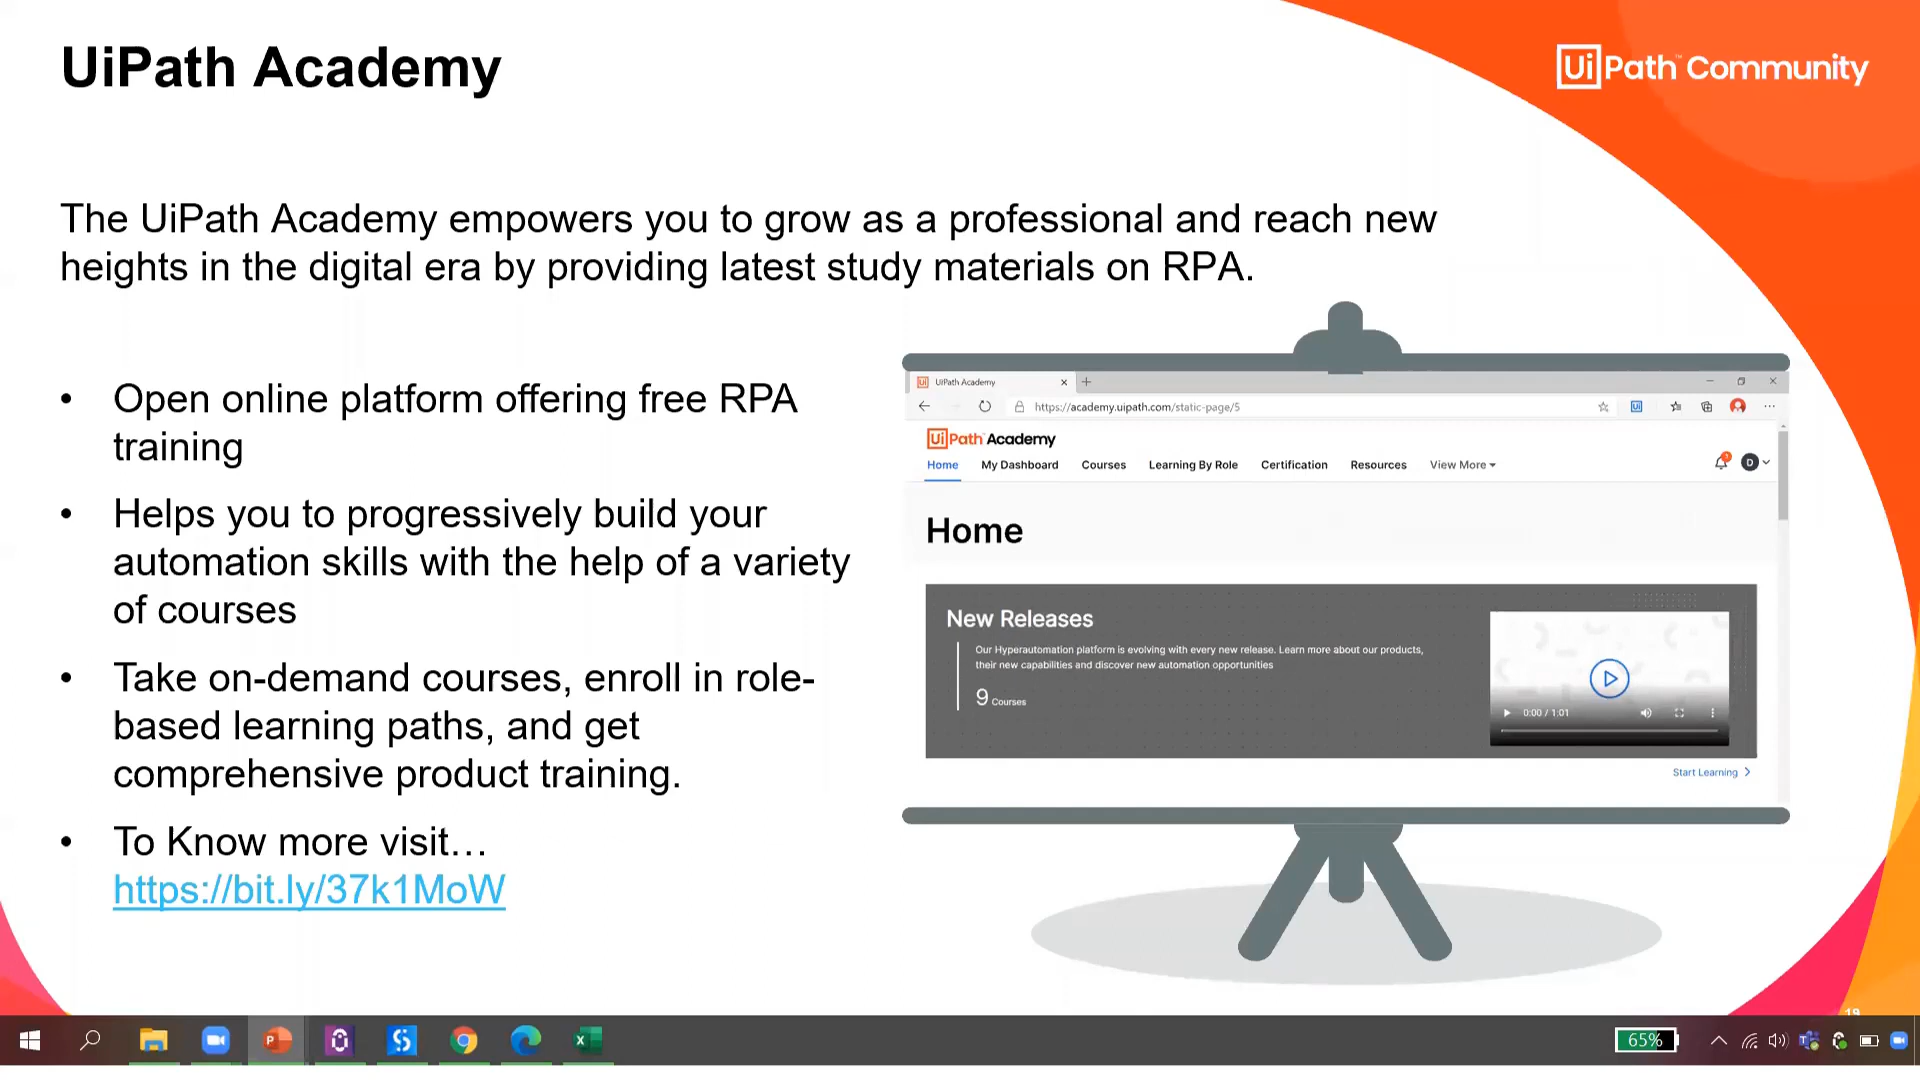 UiPath Academy
UiPath Community
The UiPath Academy empowers you to grow as a professional and reach new
heights in the digital era by providing latest study materials on RPA.
• Open online platform offering free RPA
training
• Helps you to progressively build your
automation skills with the help of a variety
of courses
• Take on-demand courses, enroll in role-
based learning paths, and get
comprehensive product training.
• To Know more visit…
https://bit.ly/37k1MoW
UiPath Academy
https://academy.uipath.com/static-page/5
UiPath Academy
Home My Dashboard Courses Learning By Role Certification Resources View More
D
Home
New Releases
Our Hyperautomation platform is evolving with every new release. Learn more about our products,
their new capabilities and discover new automation opportunities
9 Courses
0:00 / 1:01
Start Learning
19
65%